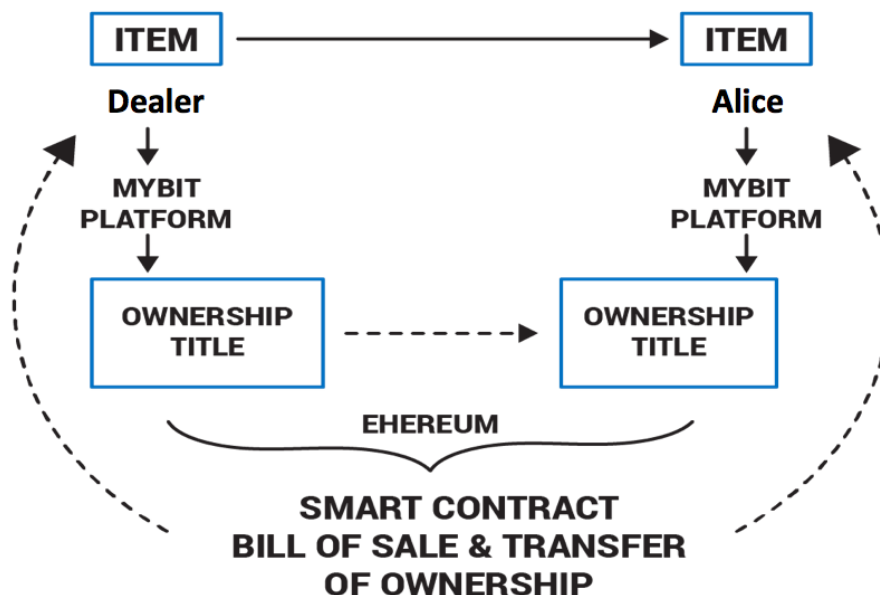 ITEM
ITEM
Dealer
Alice
MYBIT
PLATFORM
MYBIT
PLATFORM
OWNERSHIP
TITLE
OWNERSHIP
TITLE
EHEREUM
SMART CONTRACT
BILL OF SALE & TRANSFER
OF OWNERSHIP